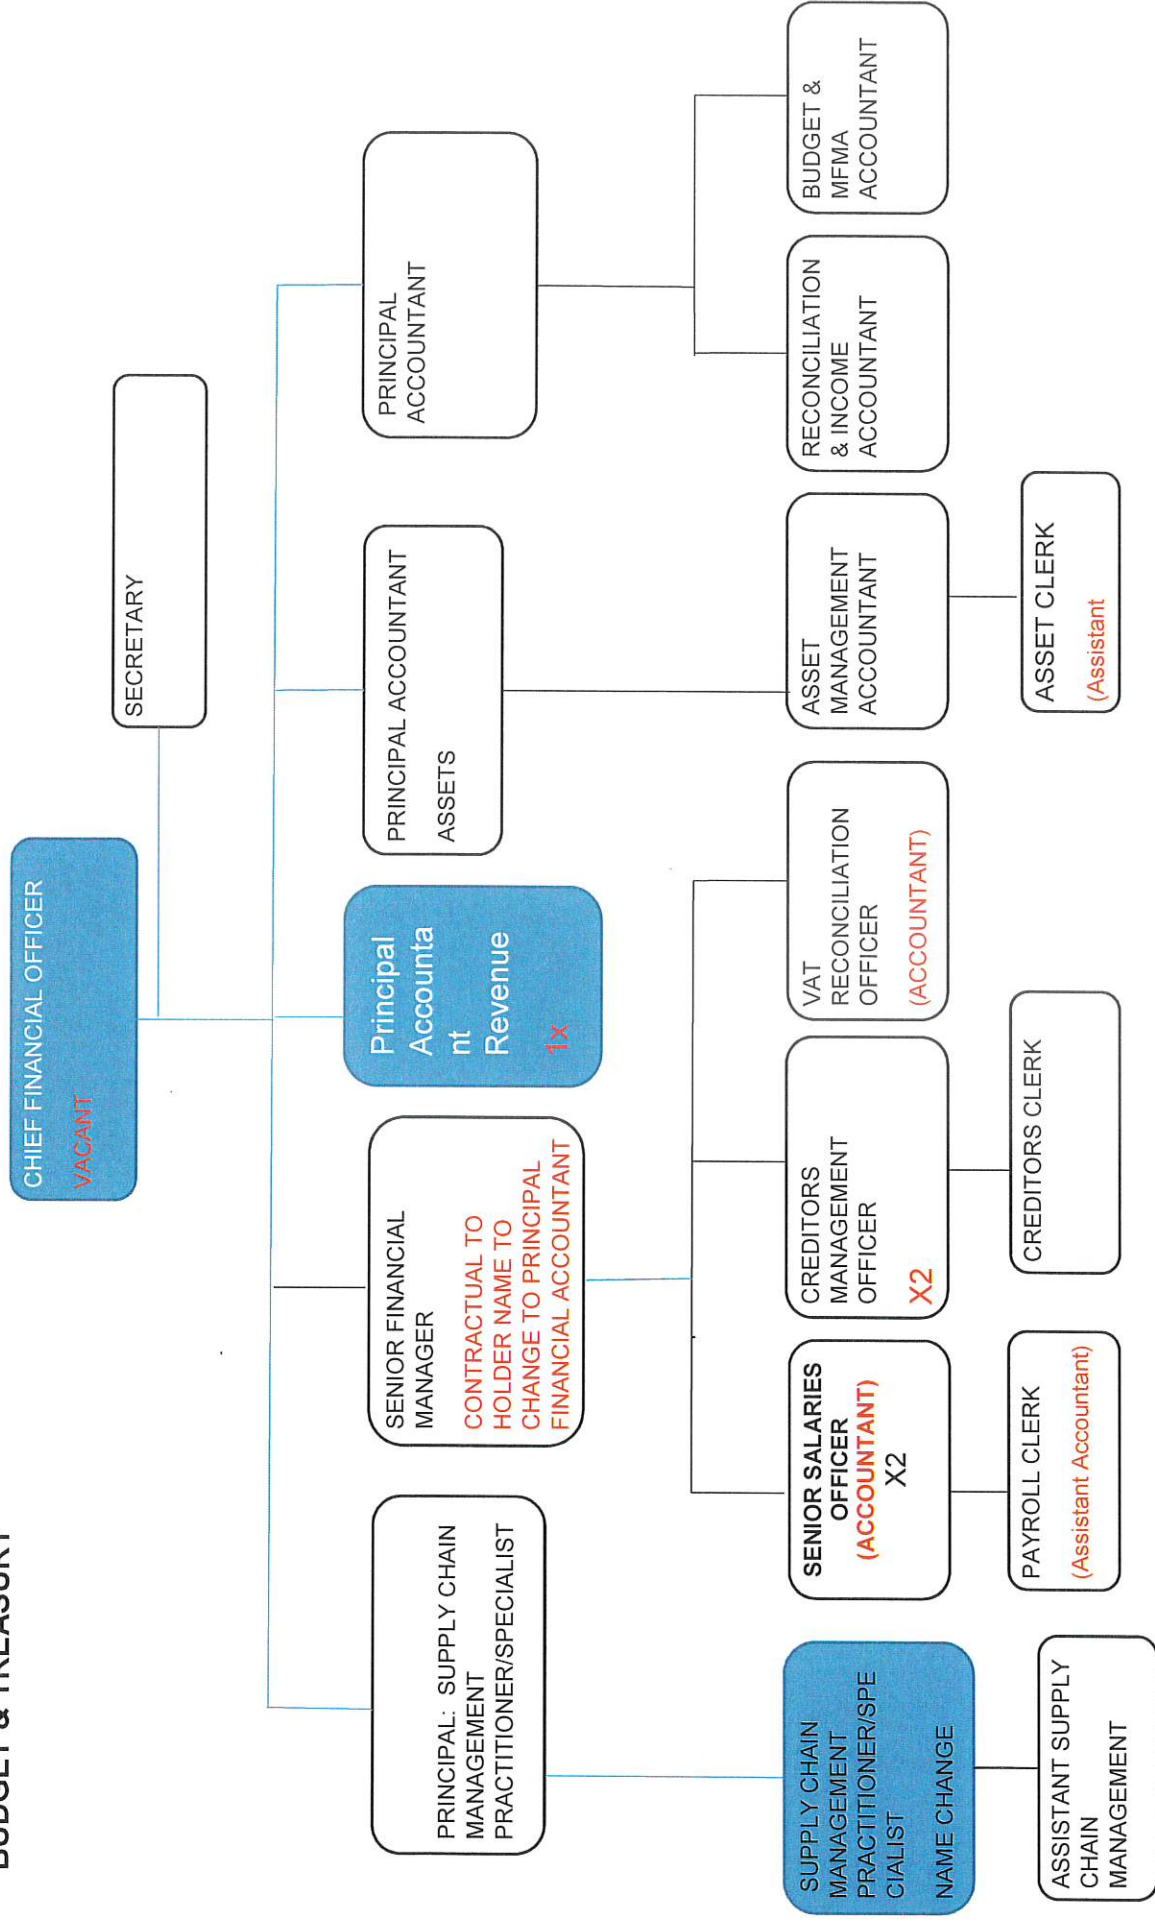 BUDGET & TREASURY
CHIEF FINANCIAL OFFICER
VACANT
SECRETARY
PRINCIPAL: SUPPLY CHAIN
MANAGEMENT
PRACTITIONER/SPECIALIST
SENIOR FINANCIAL
MANAGER
CONTRACTUAL TO
HOLDER NAME TO
CHANGE TO PRINCIPAL
FINANCIAL ACCOUNTANT
Principal
Accounta
nt
Revenue
1x
PRINCIPAL ACCOUNTANT
ASSETS
PRINCIPAL
ACCOUNTANT
SUPPLY CHAIN
MANAGEMENT
PRACTITIONER/SPE
CIALIST
NAME CHANGE
SENIOR SALARIES
OFFICER
(ACCOUNTANT)
X2
CREDITORS
MANAGEMENT
OFFICER
X2
VAT
RECONCILIATION
OFFICER
(ACCOUNTANT)
ASSET
MANAGEMENT
ACCOUNTANT
RECONCILIATION
& INCOME
ACCOUNTANT
BUDGET &
MFMA
ACCOUNTANT
ASSISTANT SUPPLY
CHAIN
MANAGEMENT
PAYROLL CLERK
(Assistant Accountant)
CREDITORS CLERK
ASSET CLERK
(Assistant